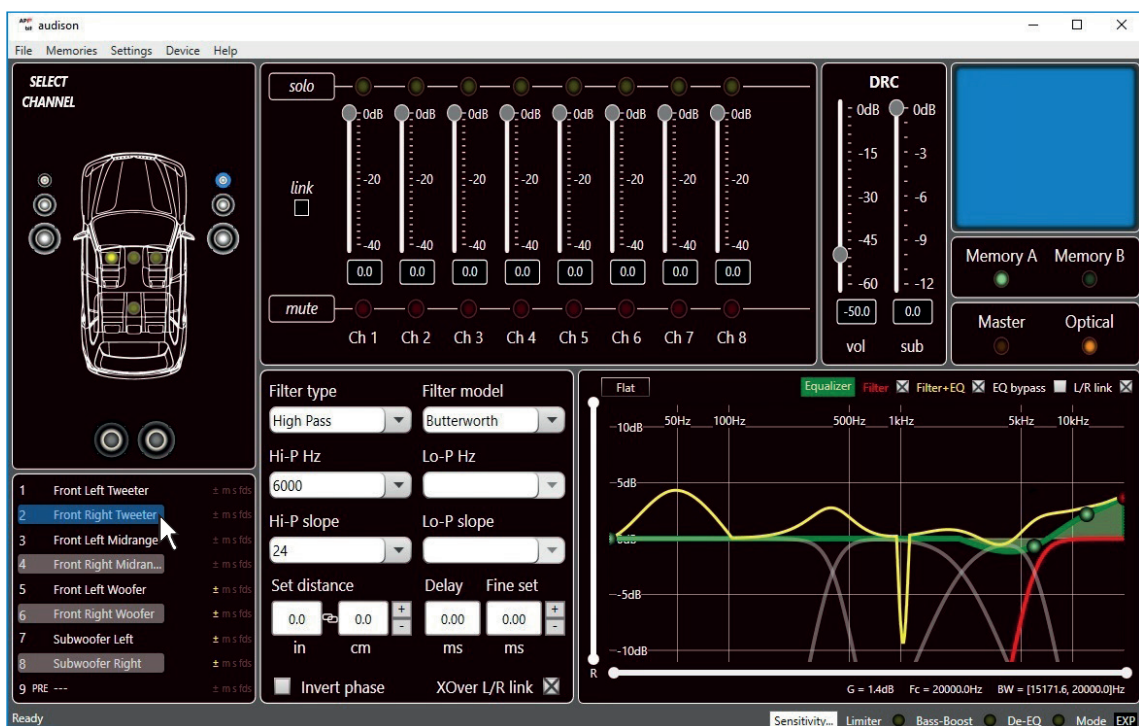 audison
File Memories Settings Device Help
SELECT
CHANNEL
1 Front Left Tweeter ± m s fds
2 Front Right Tweeter ± m s fds
3 Front Left Midrange ± m s fds
4 Front Right Midran... ± m s fds
5 Front Left Woofer ± m s fds
6 Front Right Woofer ± m s fds
7 Subwoofer Left ± m s fds
8 Subwoofer Right ± m s fds
9 PRE --- ± m s fds
solo
0dB 0dB 0dB 0dB 0dB 0dB 0dB 0dB
link
-20 -20 -20 -20 -20 -20 -20 -20
-40 -40 -40 -40 -40 -40 -40 -40
0.0 0.0 0.0 0.0 0.0 0.0 0.0 0.0
mute
Ch 1 Ch 2 Ch 3 Ch 4 Ch 5 Ch 6 Ch 7 Ch 8
DRC
0dB 0dB
-15 -3
-30 -6
-45 -9
-60 -12
-50.0 0.0
vol sub
Memory A Memory B
Master Optical
Filter type Filter model
High Pass Butterworth
Hi-P Hz Lo-P Hz
6000
Hi-P slope Lo-P slope
24
Set distance Delay Fine set
0.0 0.0 + - 0.00 0.00 + -
in cm ms ms
Invert phase XOver L/R link
Flat Equalizer Filter Filter+EQ EQ bypass L/R link
50Hz 100Hz 500Hz 1kHz 5kHz 10kHz
10dB
5dB
0dB
-5dB
-10dB
R
G = 1.4dB Fc = 20000.0Hz BW = [15171.6, 20000.0]Hz
Ready Sensitivity... Limiter Bass-Boost De-EQ Mode EXP